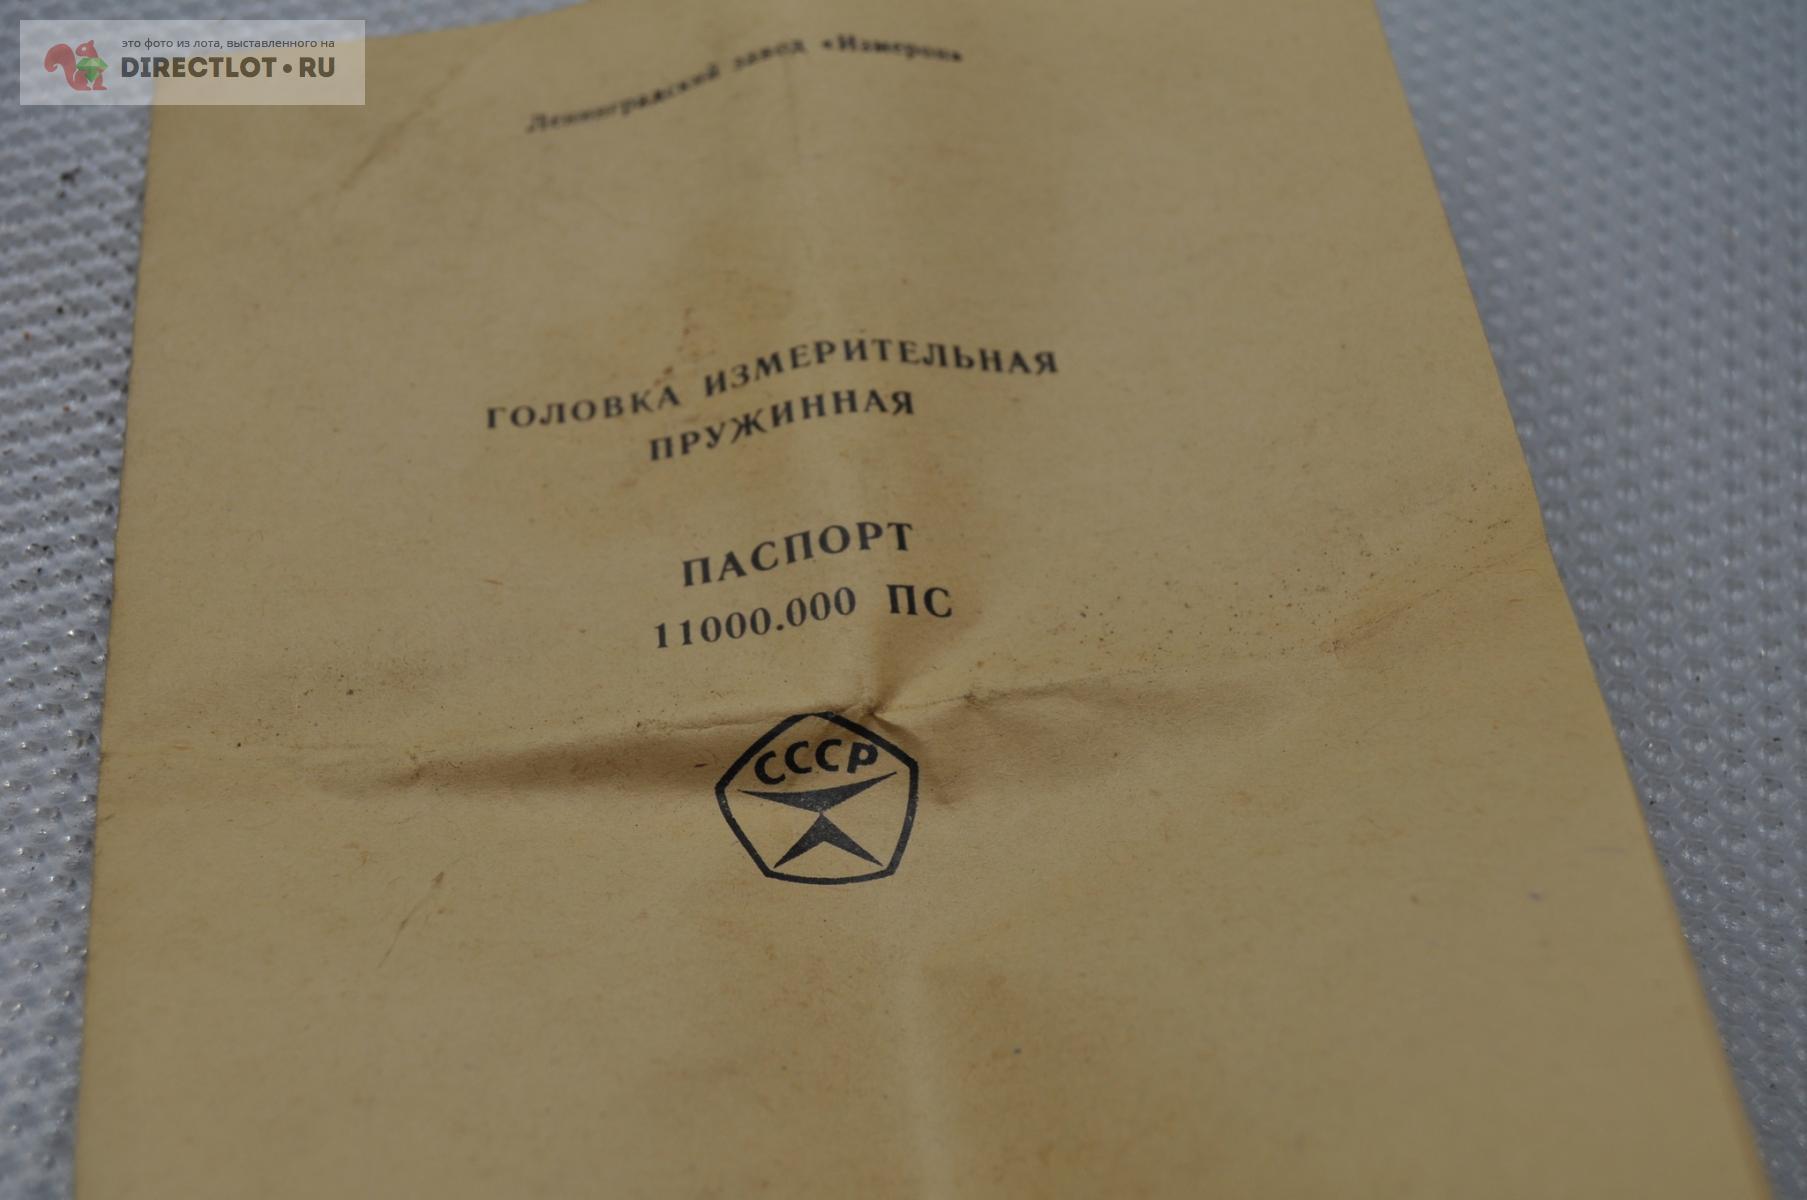 это фото из лота, выставленного на
DIRECTLOT•RU
Ленинградский завод «Измерон»
ГОЛОВКА ИЗМЕРИТЕЛЬНАЯ
ПРУЖИННАЯ
ПАСПОРТ
11000.000 ПС
СССР